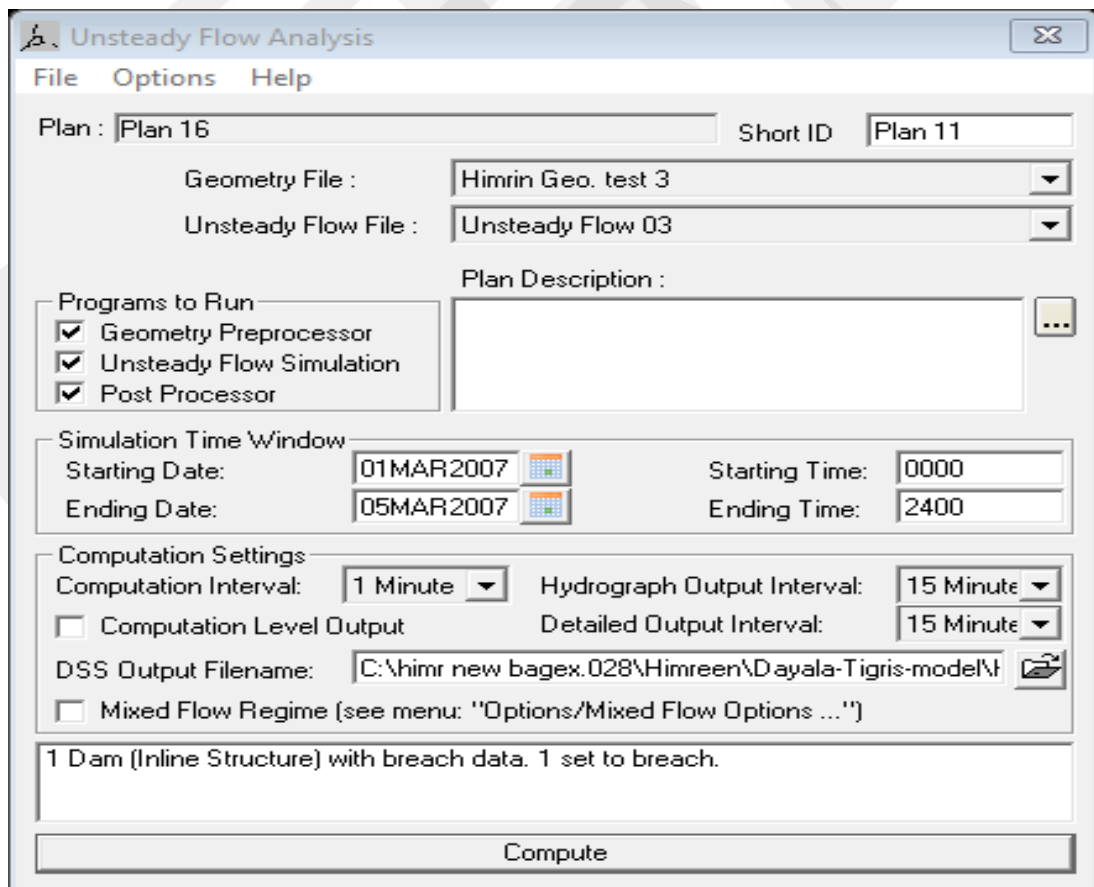 Unsteady Flow Analysis
File Options Help
Plan : Plan 16 Short ID Plan 11
Geometry File : Himrin Geo. test 3
Unsteady Flow File : Unsteady Flow 03
Plan Description :
Programs to Run
Geometry Preprocessor
Unsteady Flow Simulation
Post Processor
...
Simulation Time Window
Starting Date: 01MAR2007 Starting Time: 0000
Ending Date: 05MAR2007 Ending Time: 2400
Computation Settings
Computation Interval: 1 Minute Hydrograph Output Interval: 15 Minute
Computation Level Output Detailed Output Interval: 15 Minute
DSS Output Filename: C:\himr new bagex.028\Himreen\Dayala-Tigris-model\H
Mixed Flow Regime (see menu: "Options/Mixed Flow Options ...")
1 Dam (Inline Structure) with breach data. 1 set to breach.
Compute